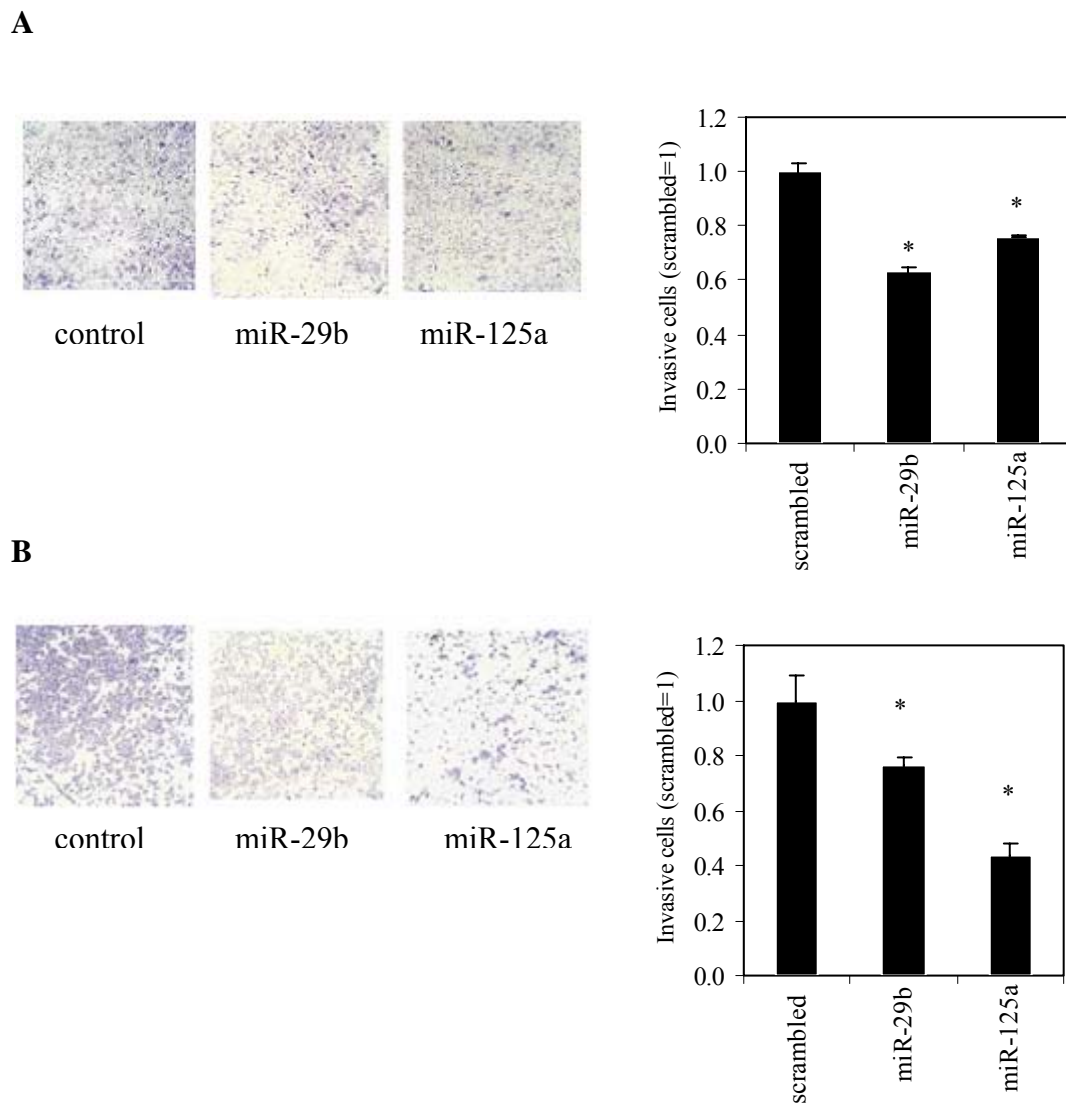 A
control
miR-29b
miR-125a
Invasive cells (scrambled=1)
1.2
1.0
0.8
0.6
0.4
0.2
0.0
*
*
scrambled
miR-29b
miR-125a
B
control
miR-29b
miR-125a
Invasive cells (scrambled=1)
1.2
1.0
0.8
0.6
0.4
0.2
0.0
*
*
scrambled
miR-29b
miR-125a